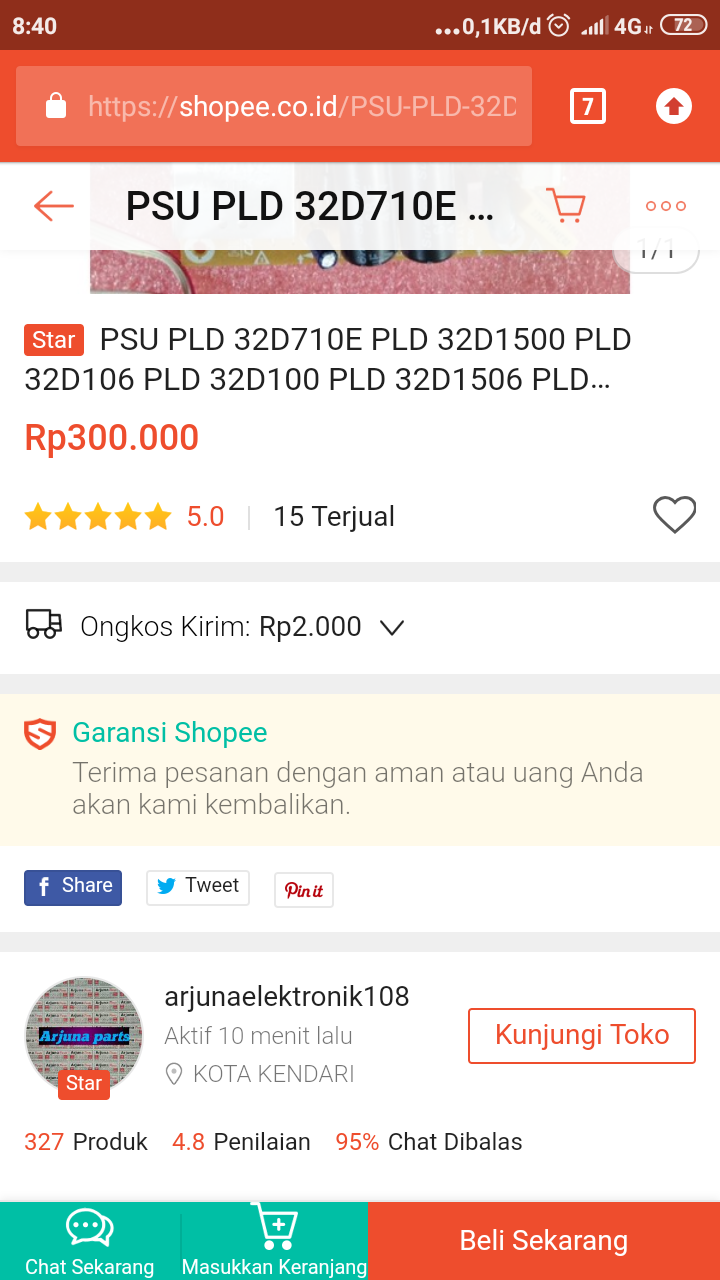 8:40
...0,1KB/d
4G
72
https://shopee.co.id/PSU-PLD-32D
7
PSU PLD 32D710E ...
1/1
Star PSU PLD 32D710E PLD 32D1500 PLD
32D106 PLD 32D100 PLD 32D1506 PLD...
Rp300.000
5.0 | 15 Terjual
Ongkos Kirim: Rp2.000
Garansi Shopee
Terima pesanan dengan aman atau uang Anda
akan kami kembalikan.
f Share
Tweet
Pin it
arjunaelektronik108
Aktif 10 menit lalu
KOTA KENDARI
Arjuna parts
Star
Kunjungi Toko
327 Produk 4.8 Penilaian 95% Chat Dibalas
Chat Sekarang
Masukkan Keranjang
Beli Sekarang